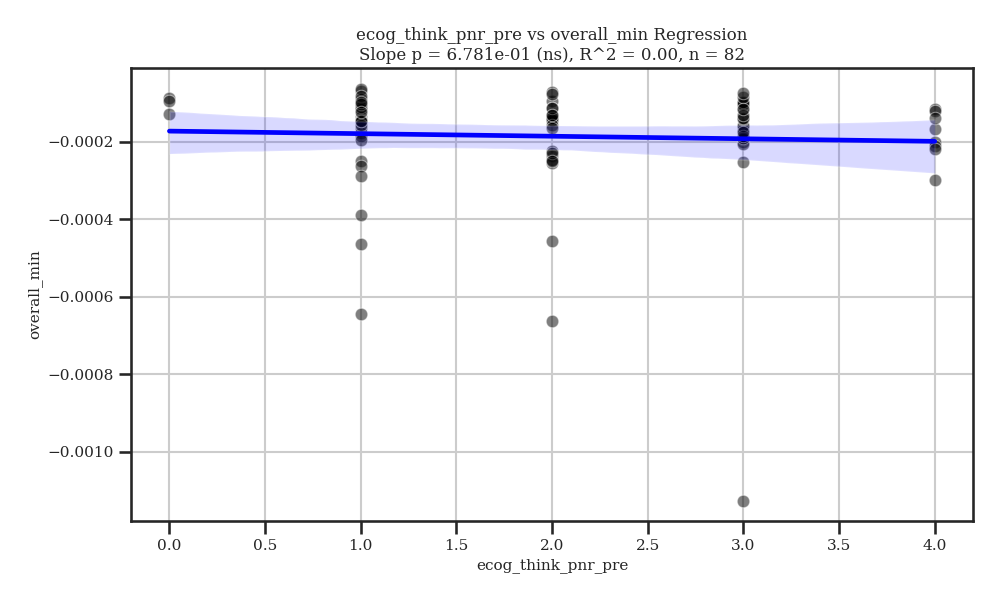 ecog_think_pnr_pre vs overall_min Regression
Slope p = 6.781e-01 (ns), R^2 = 0.00, n = 82
−0.0002
−0.0004
−0.0006
−0.0008
−0.0010
overall_min
0.0 0.5 1.0 1.5 2.0 2.5 3.0 3.5 4.0
ecog_think_pnr_pre